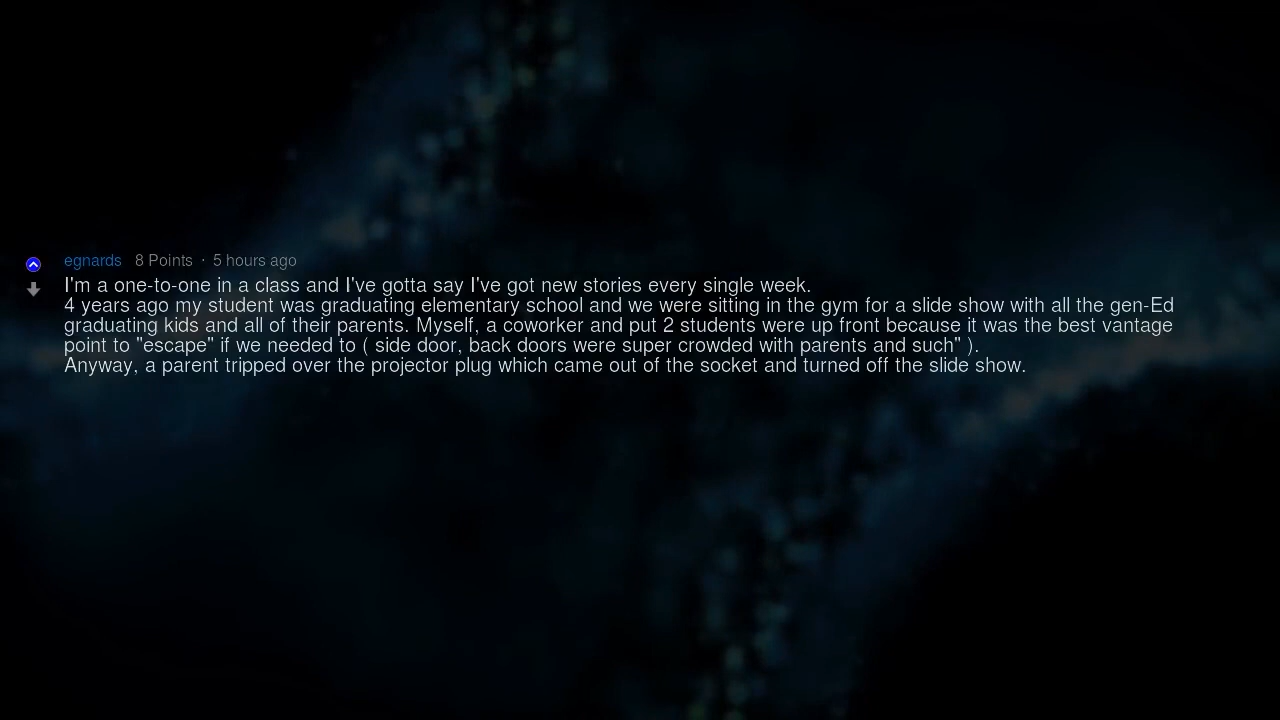 egnards 8 Points · 5 hours ago
I'm a one-to-one in a class and I've gotta say I've got new stories every single week.
4 years ago my student was graduating elementary school and we were sitting in the gym for a slide show with all the gen-Ed
graduating kids and all of their parents. Myself, a coworker and put 2 students were up front because it was the best vantage
point to "escape" if we needed to ( side door, back doors were super crowded with parents and such" ).
Anyway, a parent tripped over the projector plug which came out of the socket and turned off the slide show.